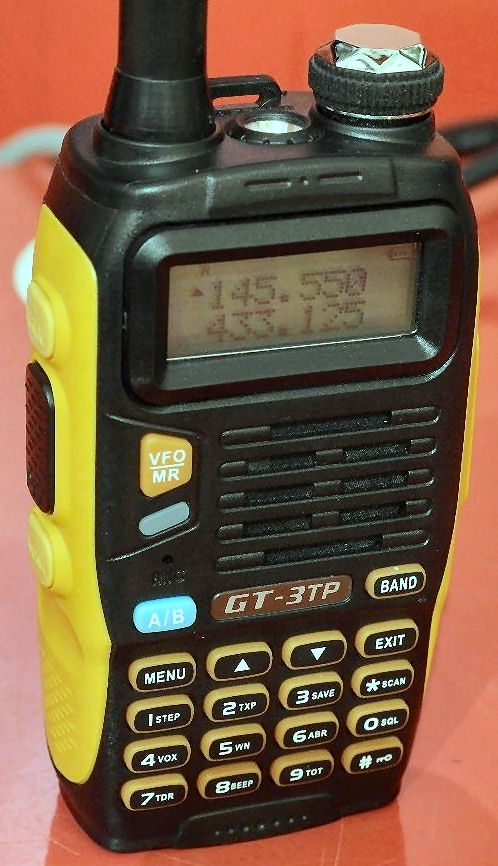 N
▲145.550
433.125
VFO
MR
MIC
A/B
GT-3TP
BAND
MENU
▲
▼
EXIT
1 STEP
2 TXP
3 SAVE
* SCAN
4 VOX
5 WN
6 ABR
0 SQL
7 TDR
8 BEEP
9 TOT
#